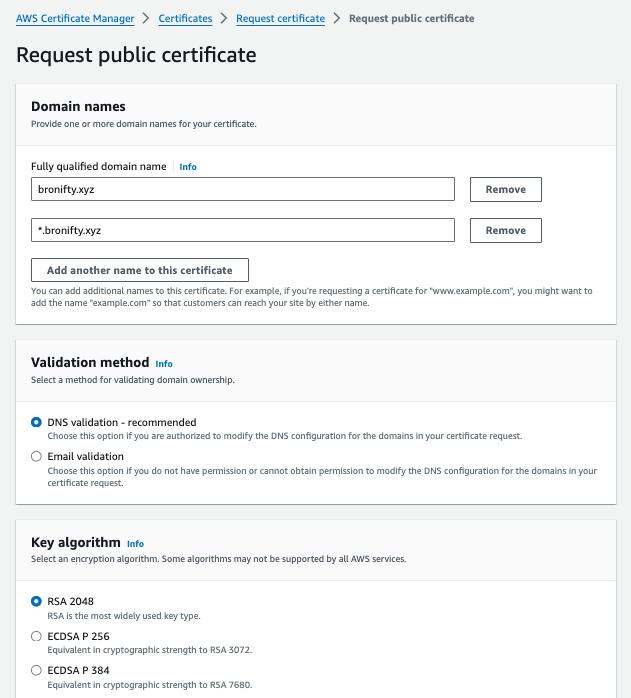 AWS Certificate Manager > Certificates > Request certificate > Request public certificate
Request public certificate
Domain names
Provide one or more domain names for your certificate.
Fully qualified domain name Info
bronifty.xyz Remove
*.bronifty.xyz Remove
Add another name to this certificate
You can add additional names to this certificate. For example, if you're requesting a certificate for "www.example.com", you might want to
add the name "example.com" so that customers can reach your site by either name.
Validation method Info
Select a method for validating domain ownership.
DNS validation - recommended
Choose this option if you are authorized to modify the DNS configuration for the domains in your certificate request.
Email validation
Choose this option if you do not have permission or cannot obtain permission to modify the DNS configuration for the domains in your
certificate request.
Key algorithm Info
Select an encryption algorithm. Some algorithms may not be supported by all AWS services.
RSA 2048
RSA is the most widely used key type.
ECDSA P 256
Equivalent in cryptographic strength to RSA 3072.
ECDSA P 384
Equivalent in cryptographic strength to RSA 7680.